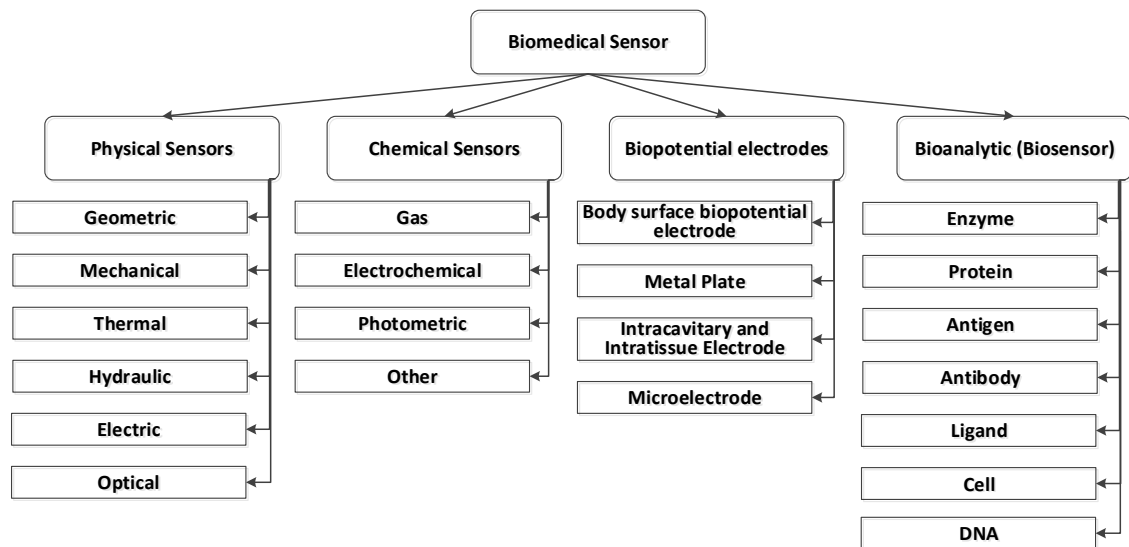 Biomedical Sensor
Physical Sensors
Chemical Sensors
Biopotential electrodes
Bioanalytic (Biosensor)
Geometric
Mechanical
Thermal
Hydraulic
Electric
Optical
Gas
Electrochemical
Photometric
Other
Body surface biopotential
electrode
Metal Plate
Intracavitary and
Intratissue Electrode
Microelectrode
Enzyme
Protein
Antigen
Antibody
Ligand
Cell
DNA